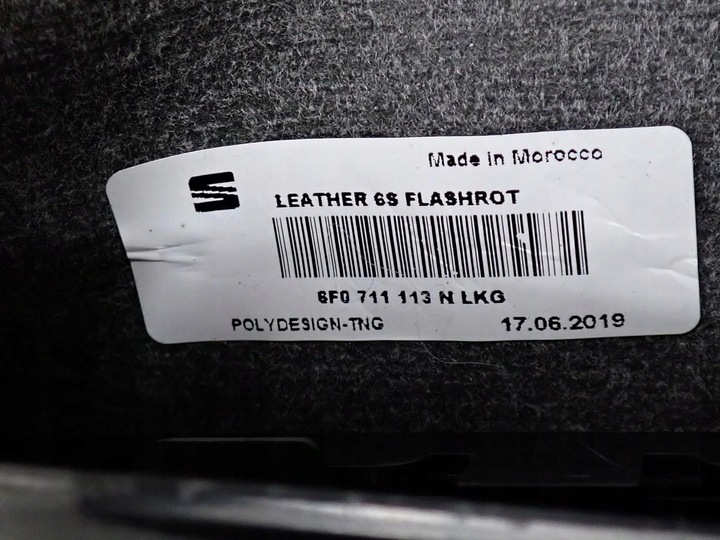 Made in Morocco
LEATHER 6S FLASHROT
6F0 711 113 N LKG
POLYDESIGN-TNG
17.06.2019